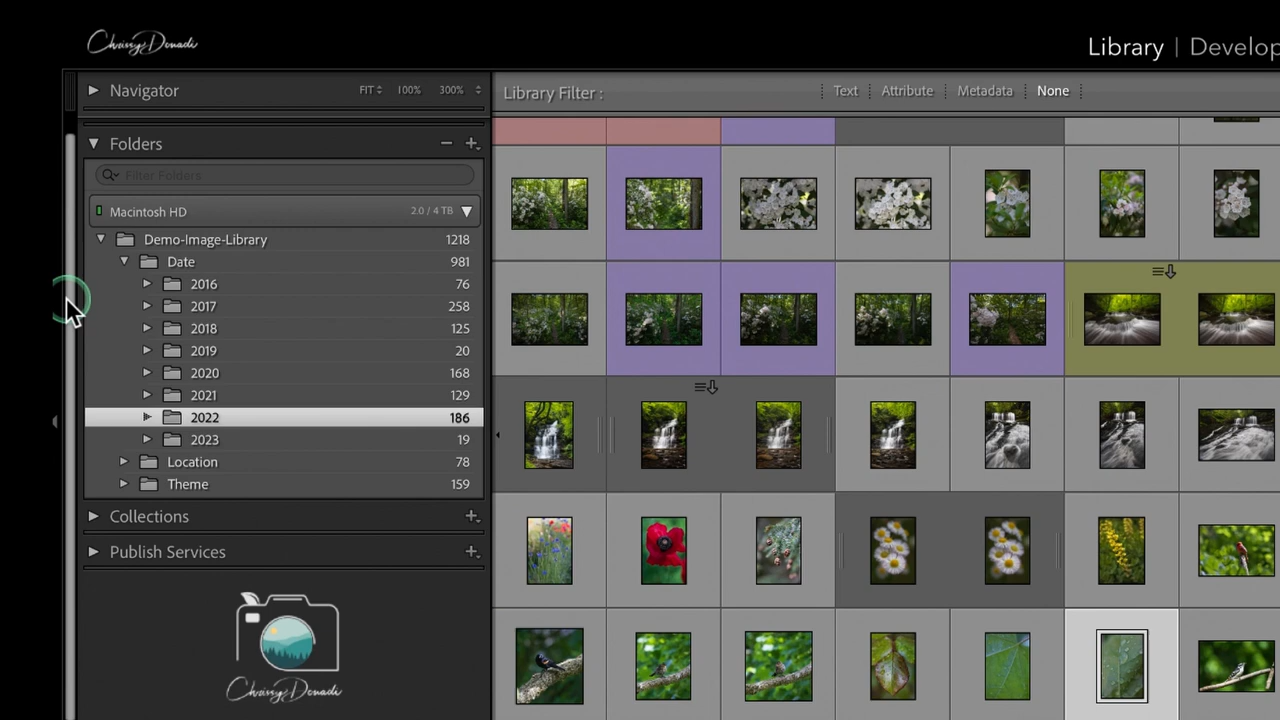 Chrissy Donadi
Library | Develop
Navigator FIT 100% 300%
Library Filter : Text Attribute Metadata None
Folders
Filter Folders
Macintosh HD 2.0 / 4 TB
Demo-Image-Library 1218
Date 981
2016 76
2017 258
2018 125
2019 20
2020 168
2021 129
2022 186
2023 19
Location 78
Theme 159
Collections
Publish Services
Chrissy Donadi